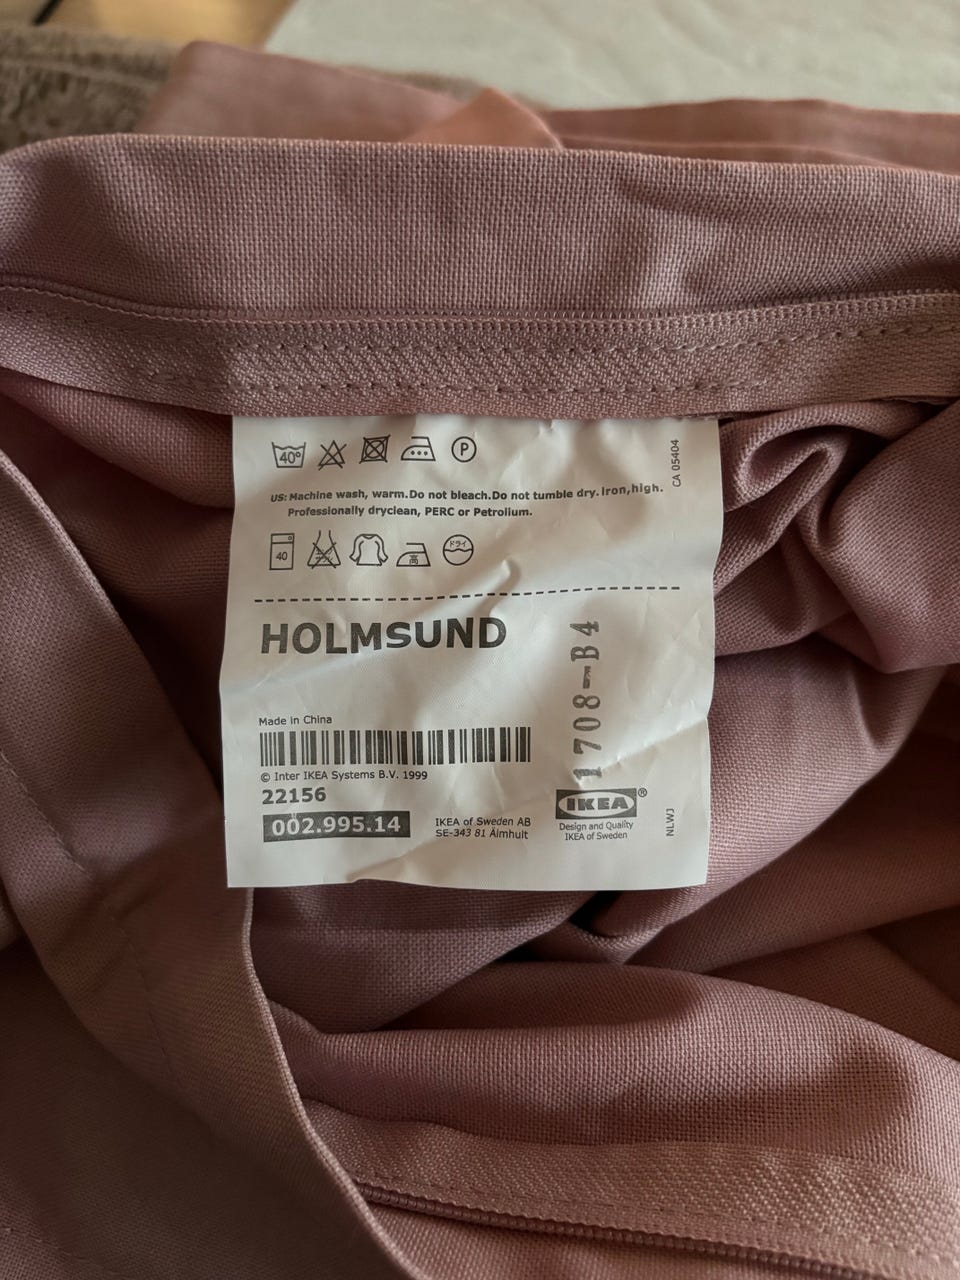 40°
P
CA 05404
US: Machine wash, warm.Do not bleach.Do not tumble dry.Iron,high.
Professionally dryclean, PERC or Petrolium.
40
高
ドライ
HOLMSUND
1708-B4
Made in China
© Inter IKEA Systems B.V. 1999
22156
002.995.14
IKEA of Sweden AB
SE-343 81 Älmhult
IKEA®
Design and Quality
IKEA of Sweden
NLWJ